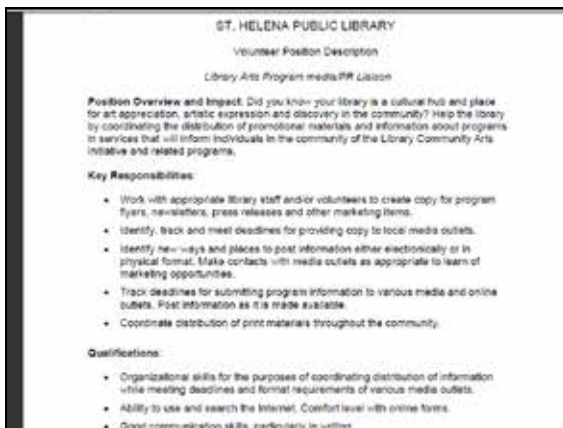 ST. HELENA PUBLIC LIBRARY
Volunteer Position Description
Library Arts Program media/PR Liaison
Position Overview and Impact: Did you know your library is a cultural hub and place
for art appreciation, artistic expression and discovery in the community? Help the library
by coordinating the distribution of promotional materials and information about programs
in services that will inform individuals in the community of the Library Community Arts
initiative and related programs.
Key Responsibilities:
• Work with appropriate library staff and/or volunteers to create copy for program
flyers, newsletters, press releases and other marketing items.
• Identify, track and meet deadlines for providing copy to local media outlets.
• Identify new ways and places to post information either electronically or in
physical format. Make contacts with media outlets as appropriate to learn of
marketing opportunities.
• Track deadlines for submitting program information to various media and online
outlets. Post information as it is made available.
• Coordinate distribution of print materials throughout the community.
Qualifications:
• Organizational skills for the purposes of coordinating distribution of information
while meeting deadlines and format requirements of various media outlets.
• Ability to use and search the Internet. Comfort level with online forms.
• Good communication skills, particularly in writing.